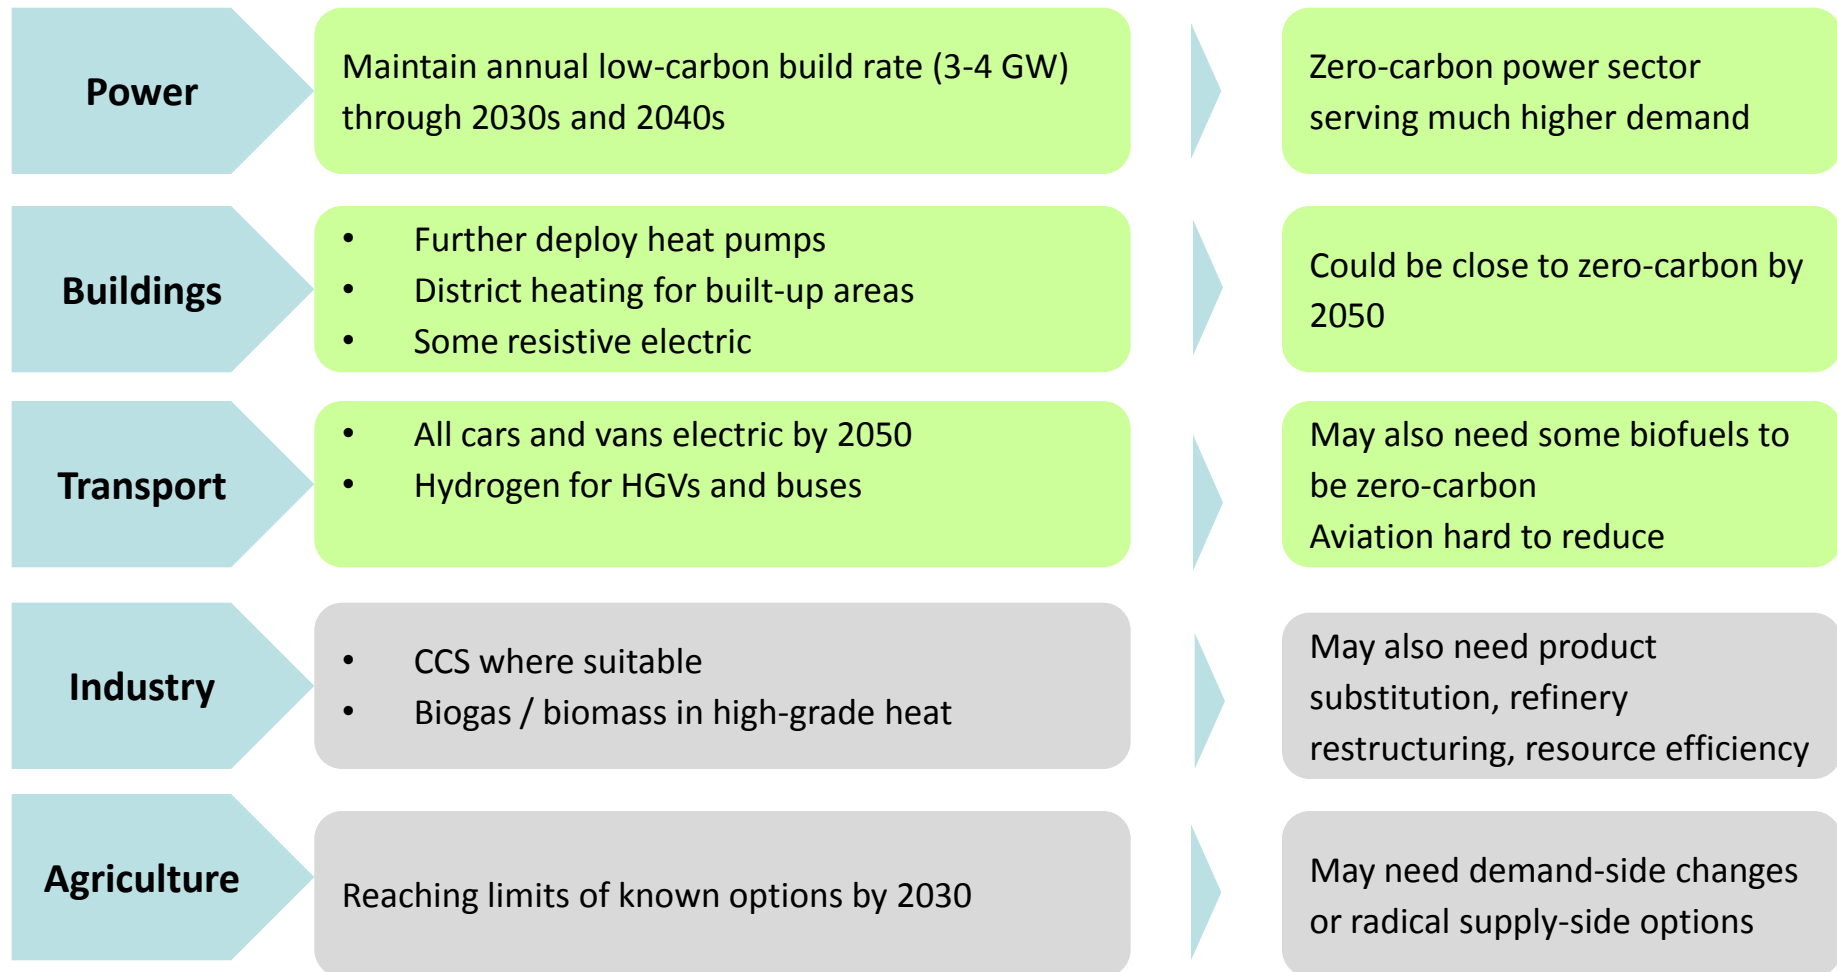 Power
Maintain annual low-carbon build rate (3-4 GW)
through 2030s and 2040s
Zero-carbon power sector
serving much higher demand
Buildings
• Further deploy heat pumps
• District heating for built-up areas
• Some resistive electric
Could be close to zero-carbon by
2050
Transport
• All cars and vans electric by 2050
• Hydrogen for HGVs and buses
May also need some biofuels to
be zero-carbon
Aviation hard to reduce
Industry
• CCS where suitable
• Biogas / biomass in high-grade heat
May also need product
substitution, refinery
restructuring, resource efficiency
Agriculture
Reaching limits of known options by 2030
May need demand-side changes
or radical supply-side options